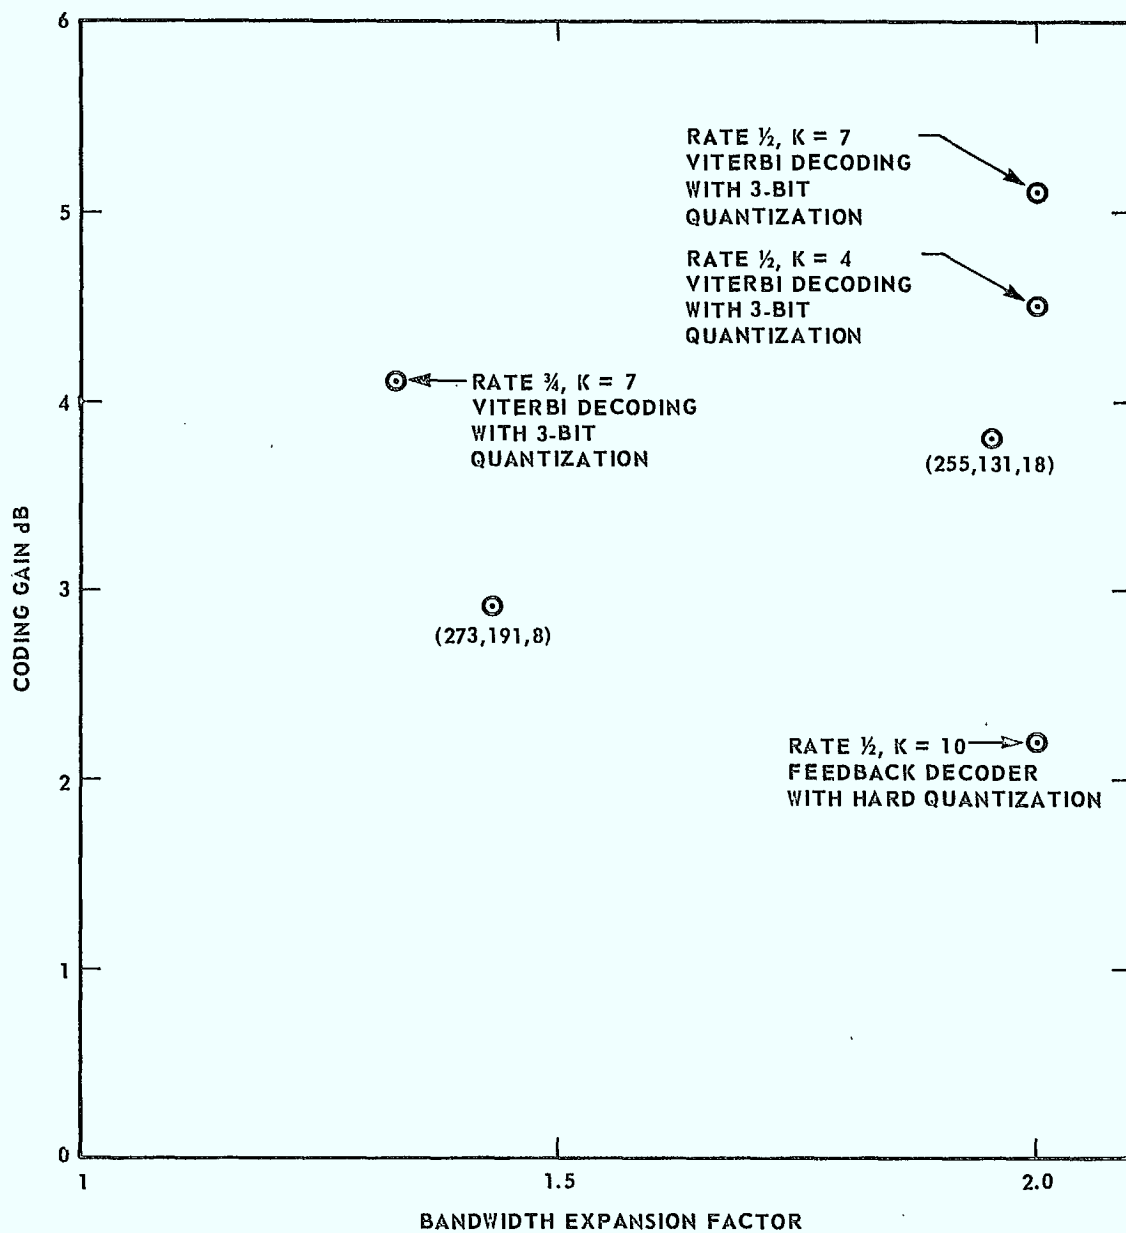 6
RATE ½, K = 7
VITERBI DECODING
WITH 3-BIT
QUANTIZATION
5
RATE ½, K = 4
VITERBI DECODING
WITH 3-BIT
QUANTIZATION
RATE ¾, K = 7
VITERBI DECODING
WITH 3-BIT
QUANTIZATION
4
(255,131,18)
CODING GAIN dB
3
(273,191,8)
RATE ½, K = 10
FEEDBACK DECODER
WITH HARD QUANTIZATION
2
1
0
1 1.5 2.0
BANDWIDTH EXPANSION FACTOR